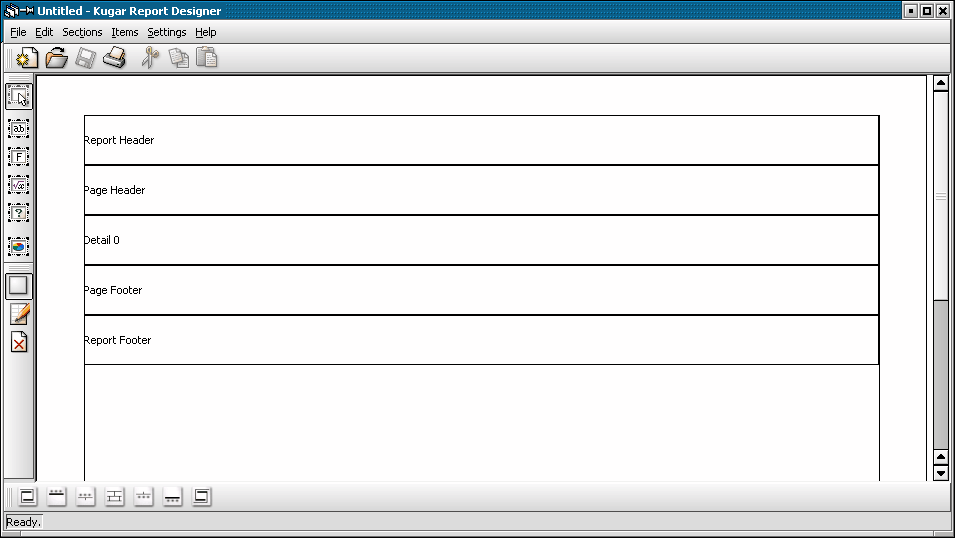 Untitled - Kugar Report Designer
File Edit Sections Items Settings Help
Report Header
Page Header
Detail 0
Page Footer
Report Footer
ab
F
√α
?
Ready.